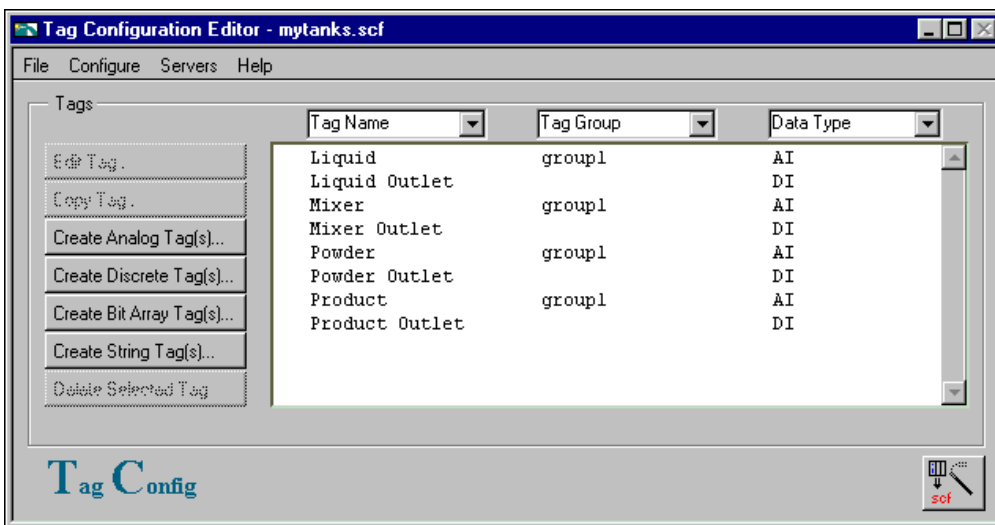 Tag Configuration Editor - mytanks.scf
File Configure Servers Help
Tags
Tag Name Tag Group Data Type
Edit Tag .
Copy Tag .
Create Analog Tag(s)...
Create Discrete Tag(s)...
Create Bit Array Tag(s)...
Create String Tag(s)...
Delete Selected Tag
Liquid group1 AI
Liquid Outlet DI
Mixer group1 AI
Mixer Outlet DI
Powder group1 AI
Powder Outlet DI
Product group1 AI
Product Outlet DI
Tag Config
scf